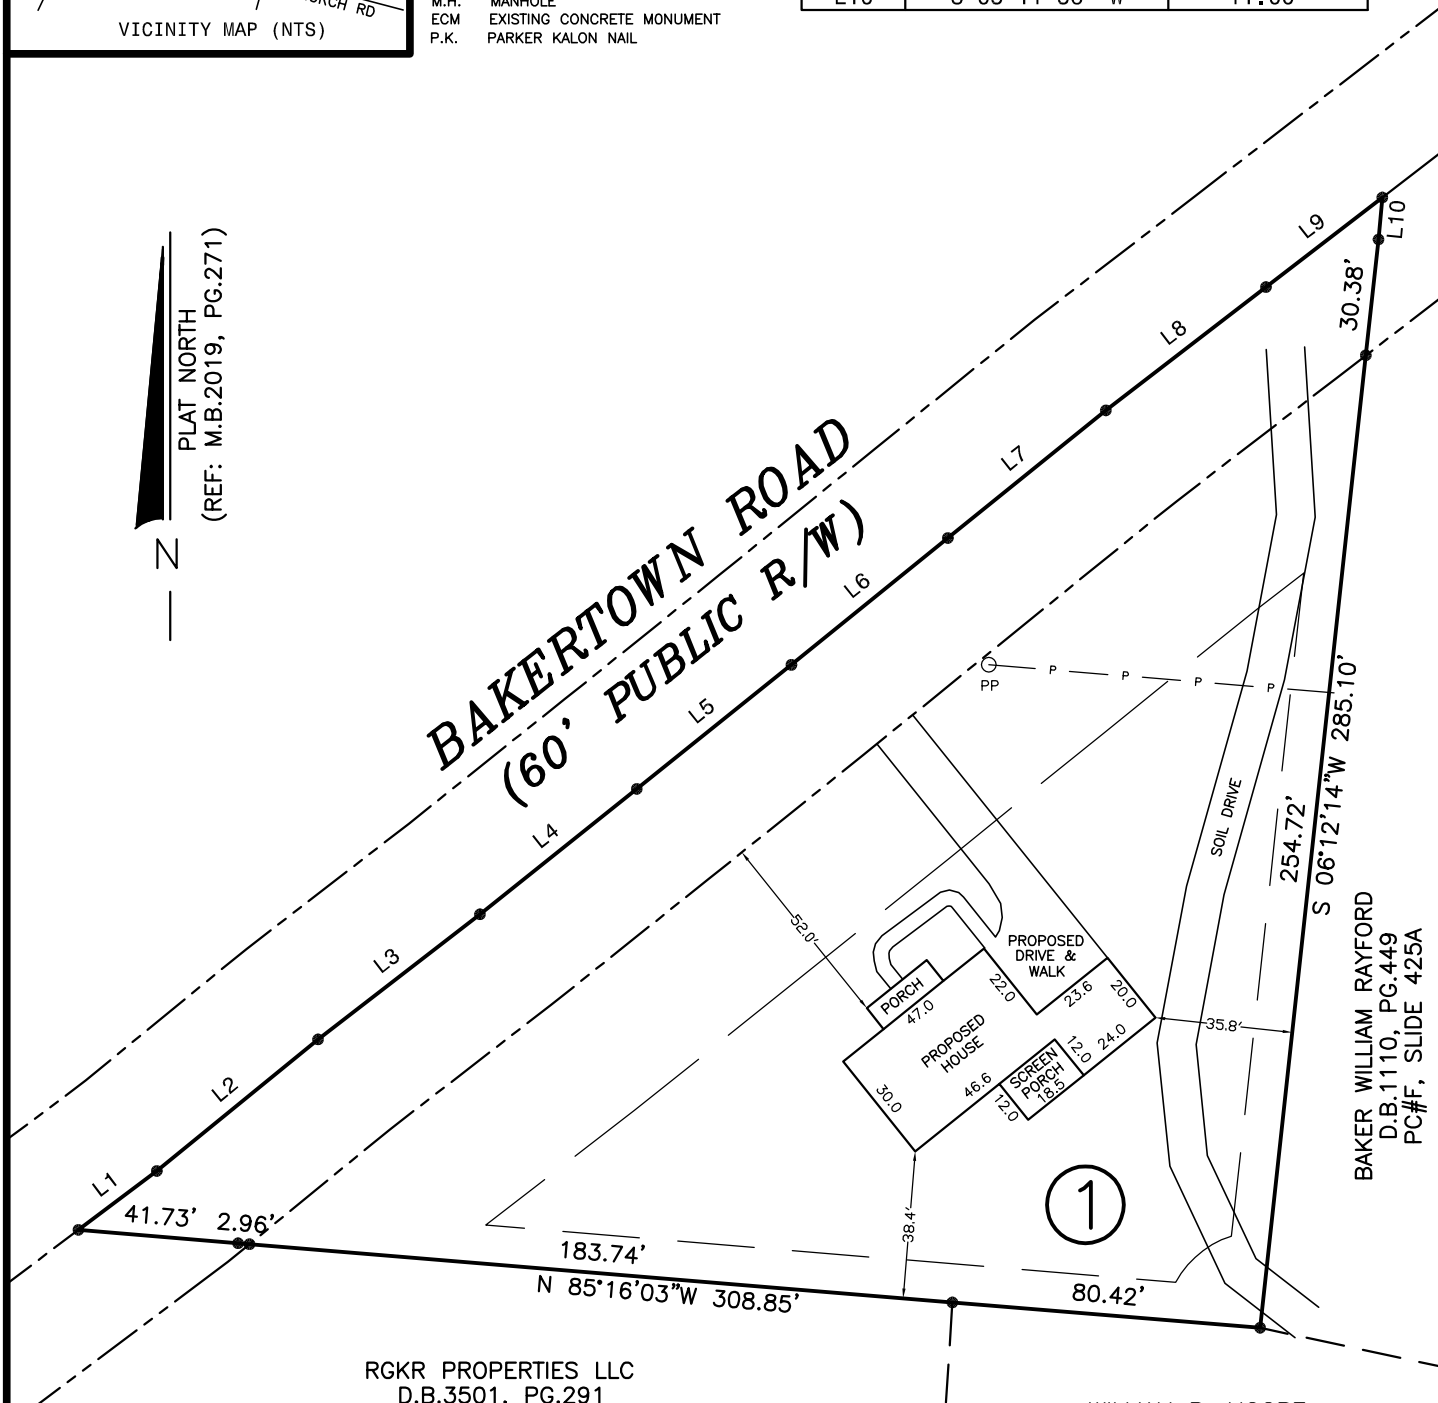 CHURCH RD
VICINITY MAP (NTS)
M.H. MANHOLE
ECM EXISTING CONCRETE MONUMENT
P.K. PARKER KALON NAIL
PLAT NORTH
(REF: M.B.2019, PG.271)
N
BAKERTOWN ROAD
(60' PUBLIC R/W)
L10
L9
30.38'
L8
L7
L6
L5
L4
L3
L2
L1
PP
P
P
P
P
S 06°12'14"W 285.10'
254.72'
SOIL DRIVE
BAKER WILLIAM RAYFORD
D.B.11110, PG.449
PC#F, SLIDE 425A
52.0'
PROPOSED
DRIVE &
WALK
PORCH
47.0
22.0
23.6
20.0
35.8'
PROPOSED
HOUSE
30.0
46.6
SCREEN
PORCH
18.5
12.0
12.0
24.0
38.4'
1
41.73'
2.96'
183.74'
N 85°16'03"W 308.85'
80.42'
RGKR PROPERTIES LLC
D.B.3501, PG.291